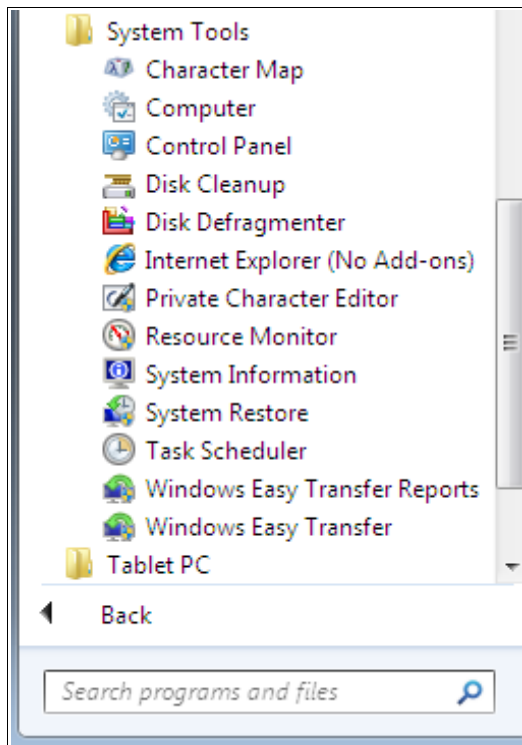 System Tools
Character Map
Computer
Control Panel
Disk Cleanup
Disk Defragmenter
Internet Explorer (No Add-ons)
Private Character Editor
Resource Monitor
System Information
System Restore
Task Scheduler
Windows Easy Transfer Reports
Windows Easy Transfer
Tablet PC
Back
Search programs and files